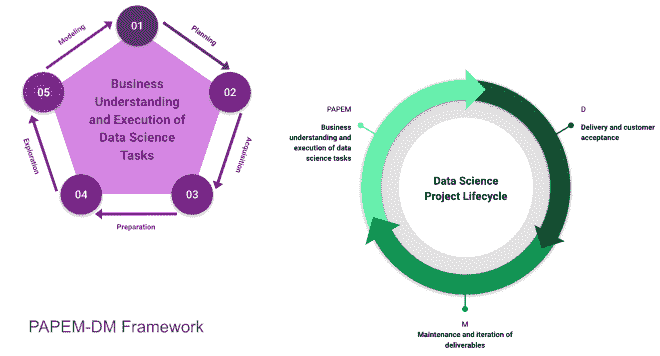 01
Modeling
Planning
05
02
Business
Understanding
and Execution of
Data Science
Tasks
Exploration
Acquisition
04
03
Preparation
PAPEM-DM Framework
PAPEM
Business
understanding and
execution of data
science tasks
D
Delivery and customer
acceptance
Data Science
Project Lifecycle
M
Maintenance and iteration of
deliverables